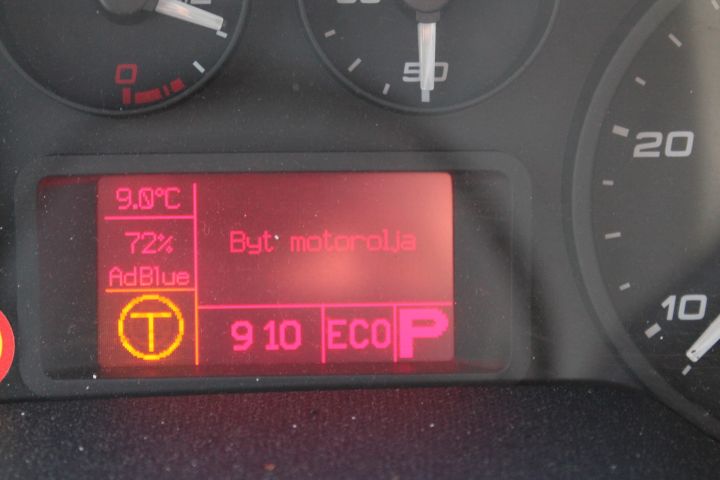 0
50
20
10
9.0°C
72%
AdBlue
Byt motorolja
T
9 10
ECO
P